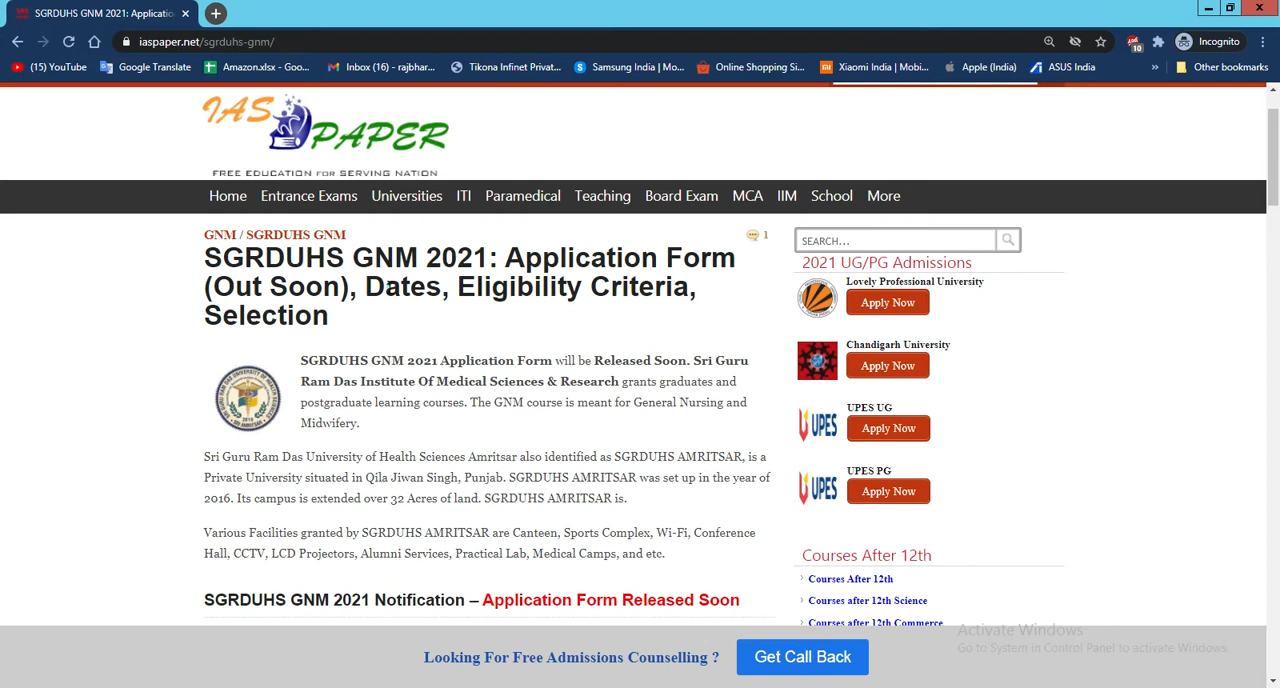 SGRDUHS GNM 2021: Applicatio
iaspaper.net/sgrduhs-gnm/
10
Incognito
(15) YouTube
Google Translate
Amazon.xlsx - Goo...
Inbox (16) - rajbhar...
Tikona Infinet Privat...
Samsung India | Mo...
Online Shopping Si...
Xiaomi India | Mobi...
Apple (India)
ASUS India
»
Other bookmarks
IAS PAPER
FREE EDUCATION FOR SERVING NATION
Home Entrance Exams Universities ITI Paramedical Teaching Board Exam MCA IIM School More
GNM / SGRDUHS GNM
1
SGRDUHS GNM 2021: Application Form
(Out Soon), Dates, Eligibility Criteria,
Selection
SGRDUHS GNM 2021 Application Form will be Released Soon. Sri Guru
Ram Das Institute Of Medical Sciences & Research grants graduates and
postgraduate learning courses. The GNM course is meant for General Nursing and
Midwifery.
Sri Guru Ram Das University of Health Sciences Amritsar also identified as SGRDUHS AMRITSAR, is a
Private University situated in Qila Jiwan Singh, Punjab. SGRDUHS AMRITSAR was set up in the year of
2016. Its campus is extended over 32 Acres of land. SGRDUHS AMRITSAR is.
Various Facilities granted by SGRDUHS AMRITSAR are Canteen, Sports Complex, Wi-Fi, Conference
Hall, CCTV, LCD Projectors, Alumni Services, Practical Lab, Medical Camps, and etc.
SGRDUHS GNM 2021 Notification – Application Form Released Soon
SEARCH...
2021 UG/PG Admissions
Lovely Professional University
Apply Now
Chandigarh University
Apply Now
UPES UG
UPES
Apply Now
UPES PG
UPES
Apply Now
Courses After 12th
Courses After 12th
Courses after 12th Science
Courses after 12th Commerce
Activate Windows
Go to System in Control Panel to activate Windows.
Looking For Free Admissions Counselling ?
Get Call Back